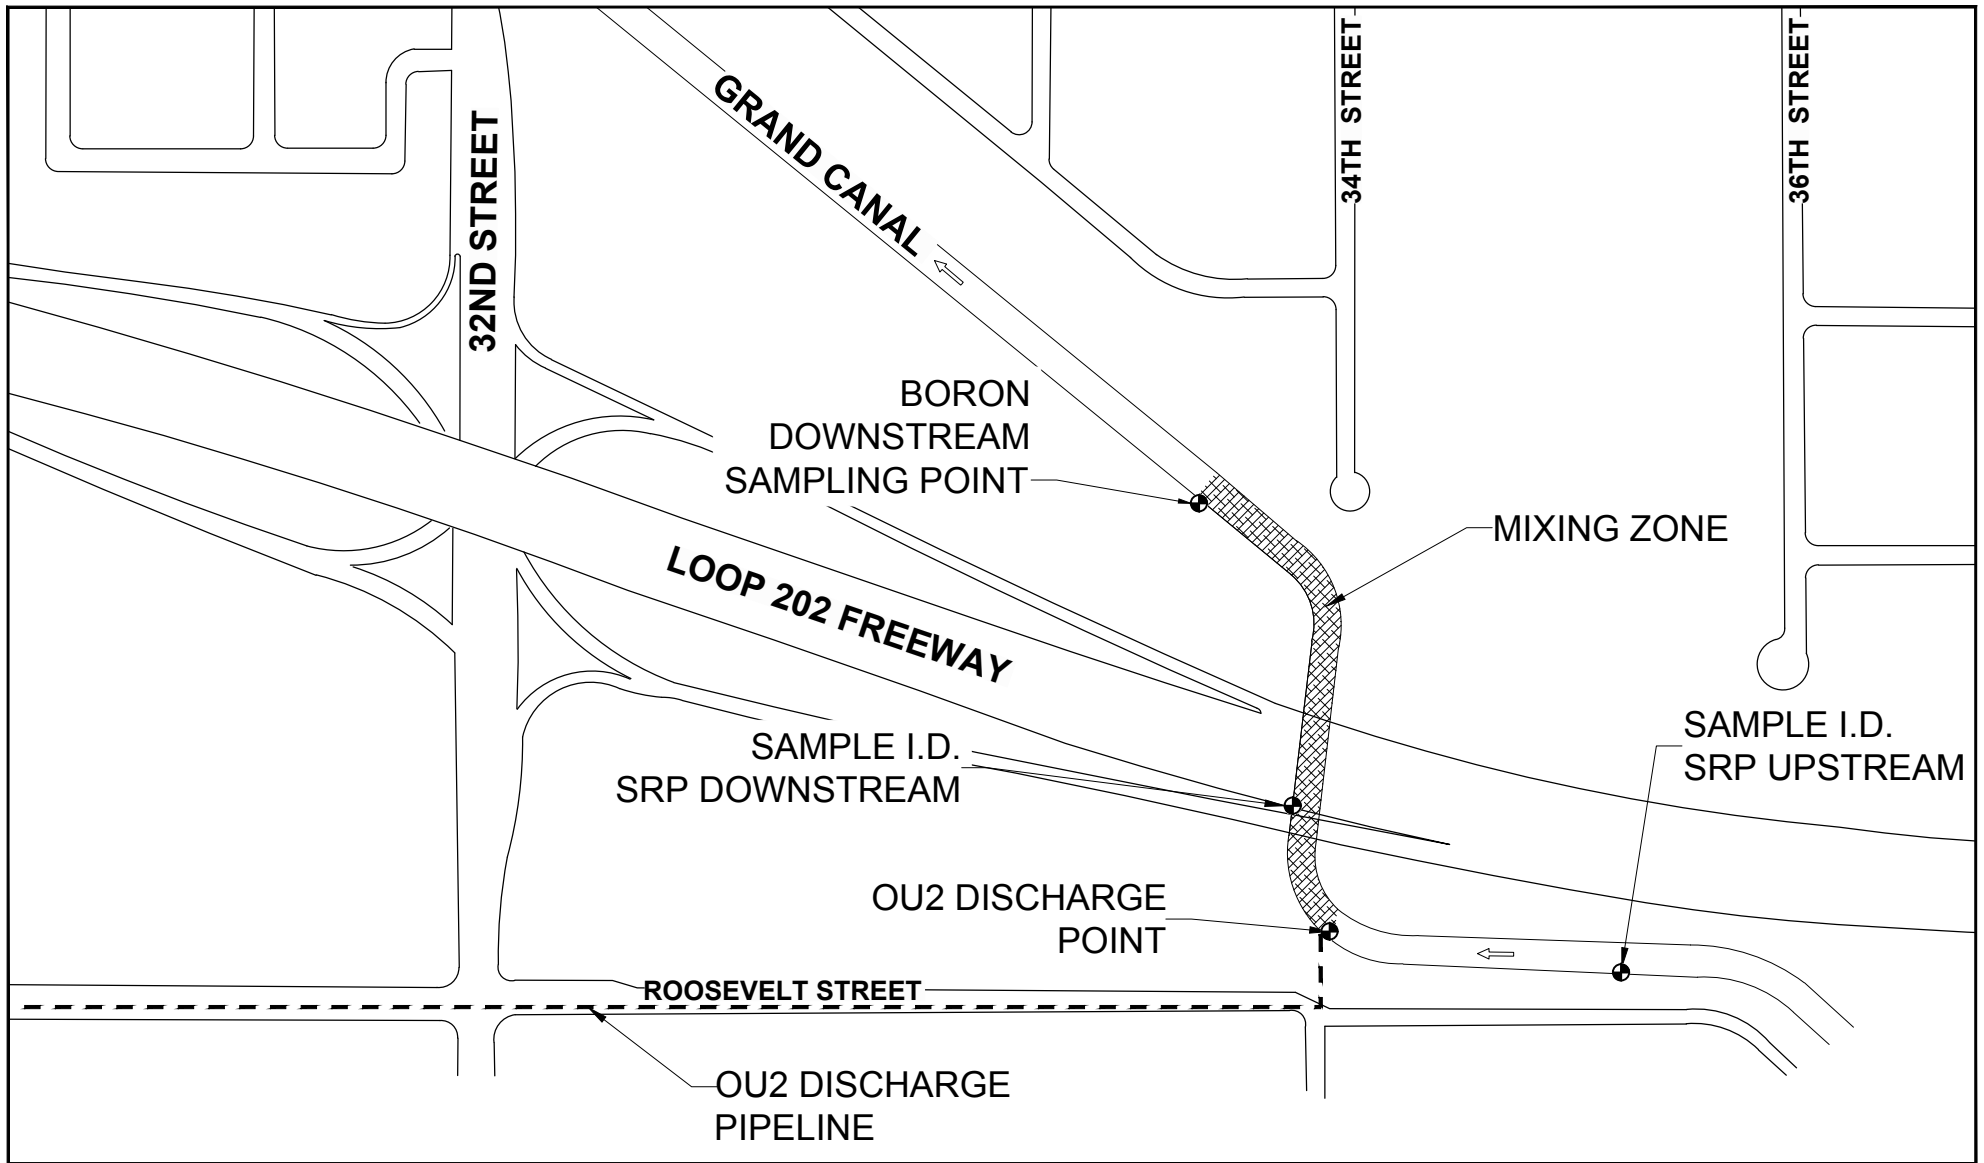 34TH STREET
36TH STREET
GRAND CANAL
32ND STREET
BORON
DOWNSTREAM
SAMPLING POINT
MIXING ZONE
LOOP 202 FREEWAY
SAMPLE I.D.
SRP UPSTREAM
SAMPLE I.D.
SRP DOWNSTREAM
OU2 DISCHARGE
POINT
ROOSEVELT STREET
OU2 DISCHARGE
PIPELINE